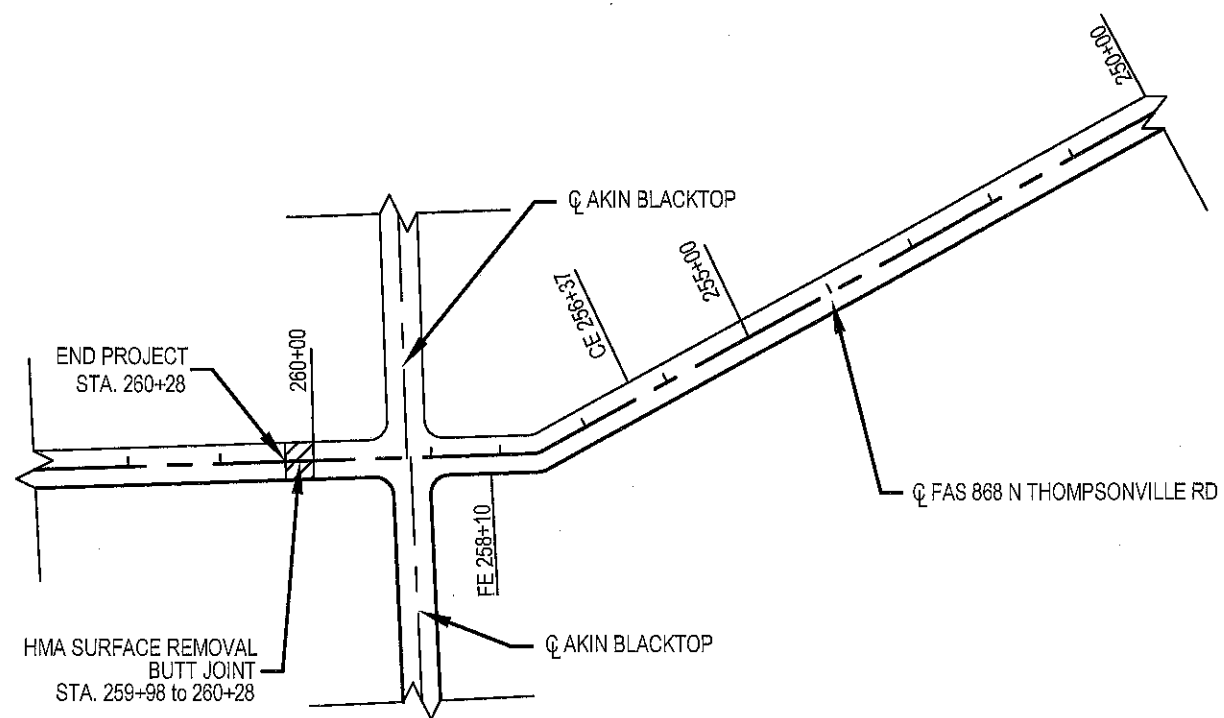 250+00
℄ AKIN BLACKTOP
255+00
CE 256+37
END PROJECT
STA. 260+28
260+00
℄ FAS 868 N THOMPSONVILLE RD
FE 258+10
HMA SURFACE REMOVAL
BUTT JOINT
STA. 259+98 to 260+28
℄ AKIN BLACKTOP